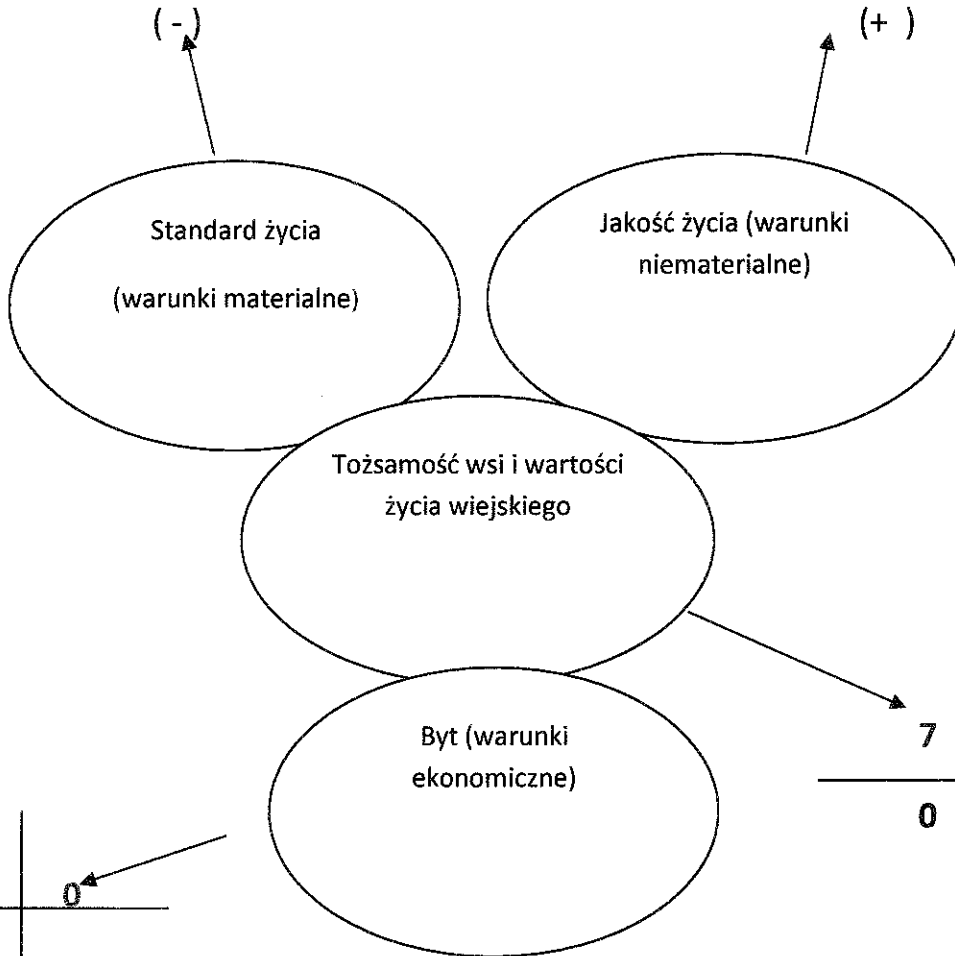 ( - )
(+ )
Standard życia
(warunki materialne)
Jakość życia (warunki
niematerialne)
Tożsamość wsi i wartości
życia wiejskiego
7
0
Byt (warunki
ekonomiczne)
0